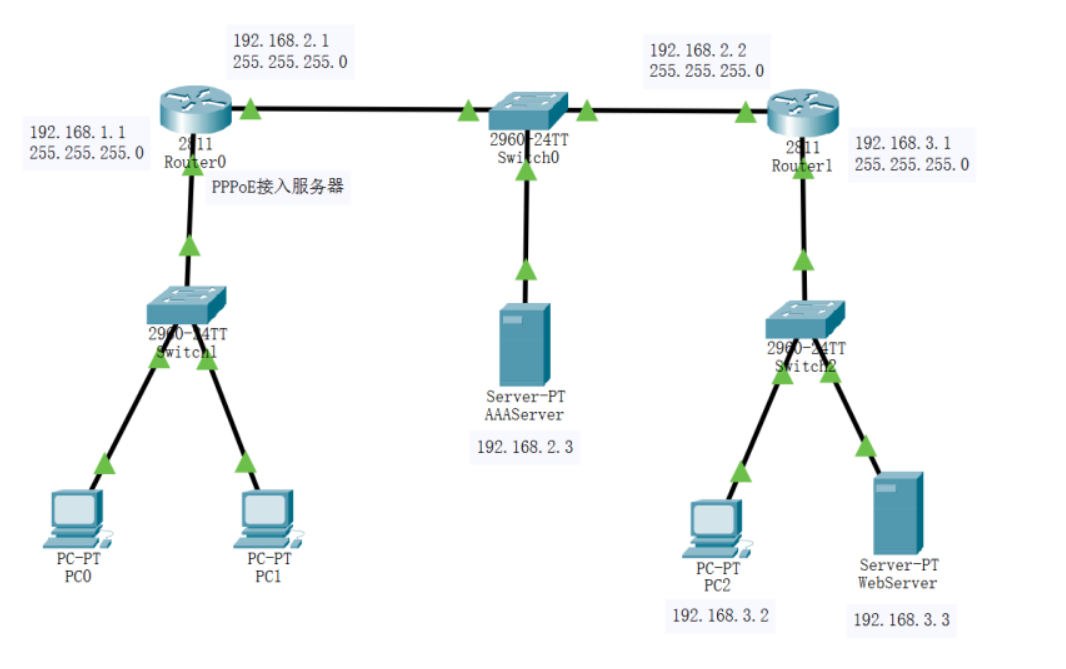 192.168.2.1
255.255.255.0
192.168.2.2
255.255.255.0
192.168.1.1
255.255.255.0
2811
Router0
2960-24TT
Switch0
2811
Router1
192.168.3.1
255.255.255.0
PPPoE接入服务器
2960-24TT
Switch1
2960-24TT
Switch2
Server-PT
AAAServer
192.168.2.3
PC-PT
PC0
PC-PT
PC1
PC-PT
PC2
Server-PT
WebServer
192.168.3.2
192.168.3.3